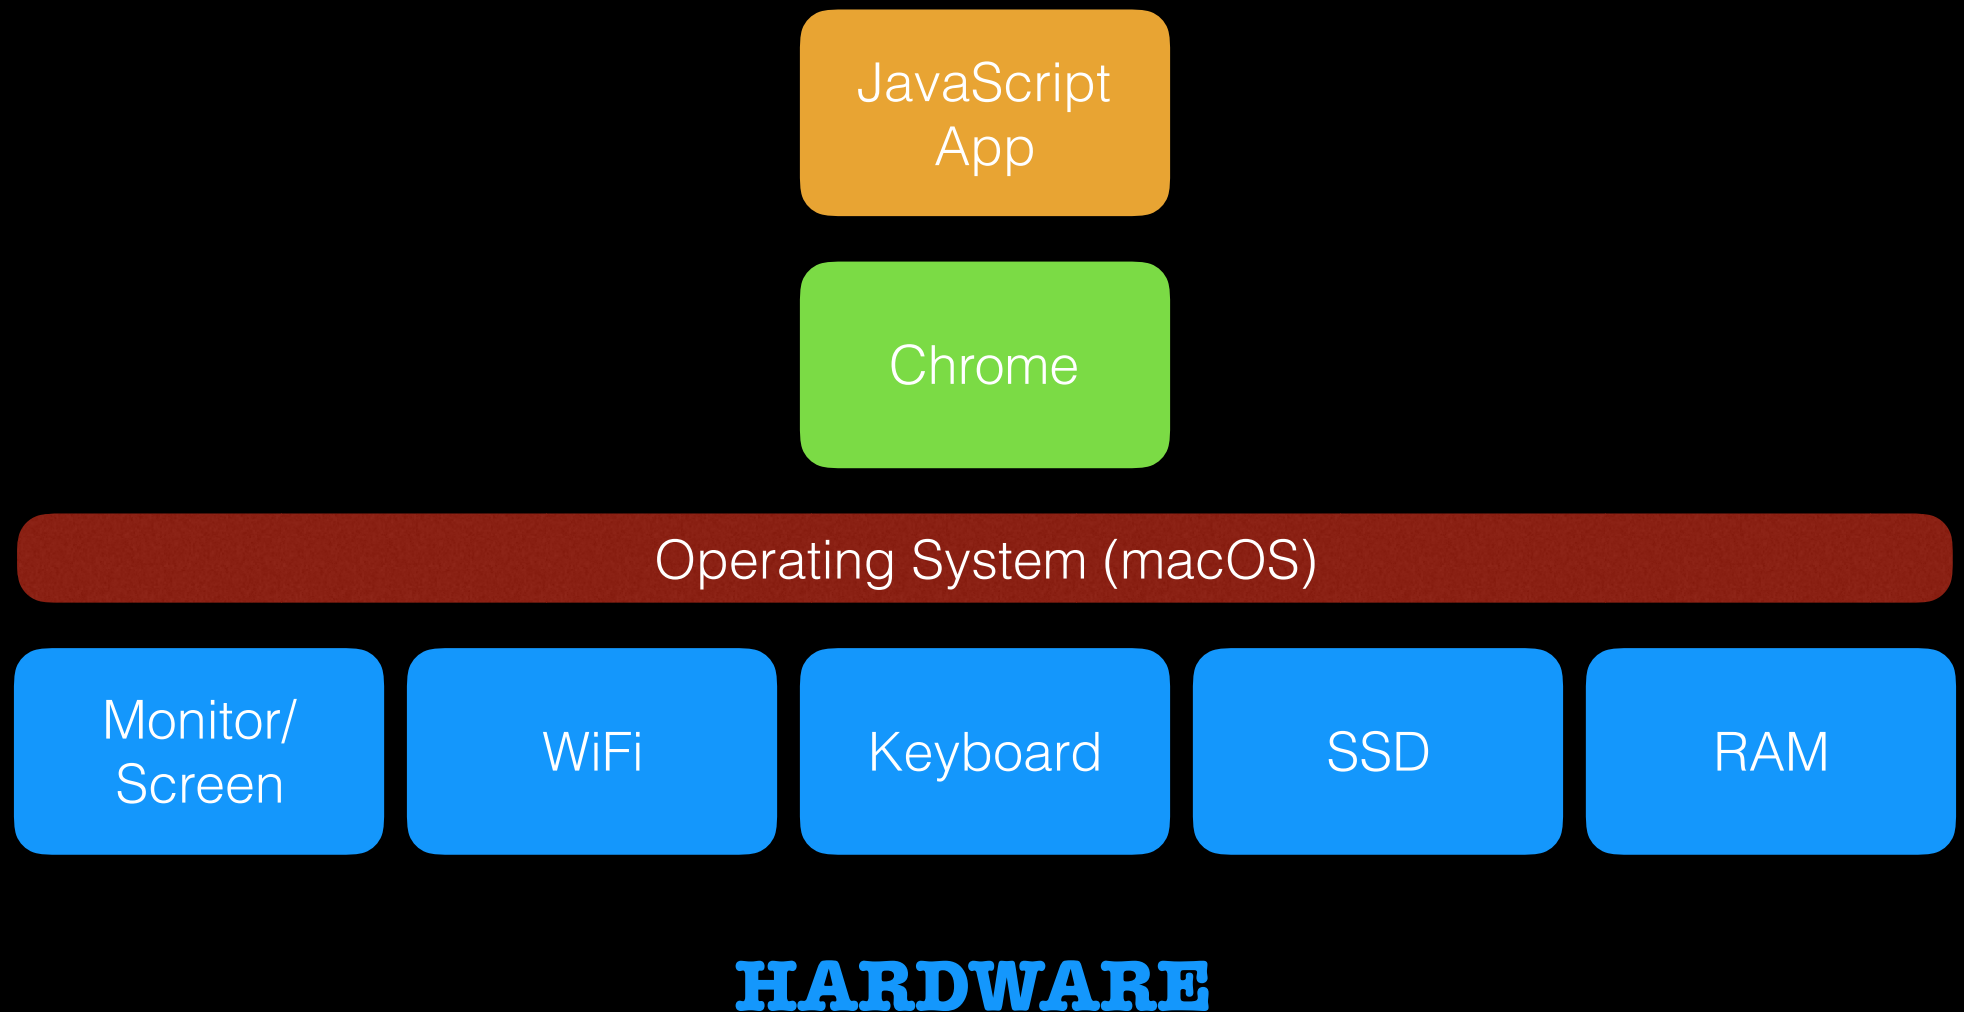 JavaScript
App
Chrome
Operating System (macOS)
Monitor/
Screen
WiFi
Keyboard
SSD
RAM
HARDWARE